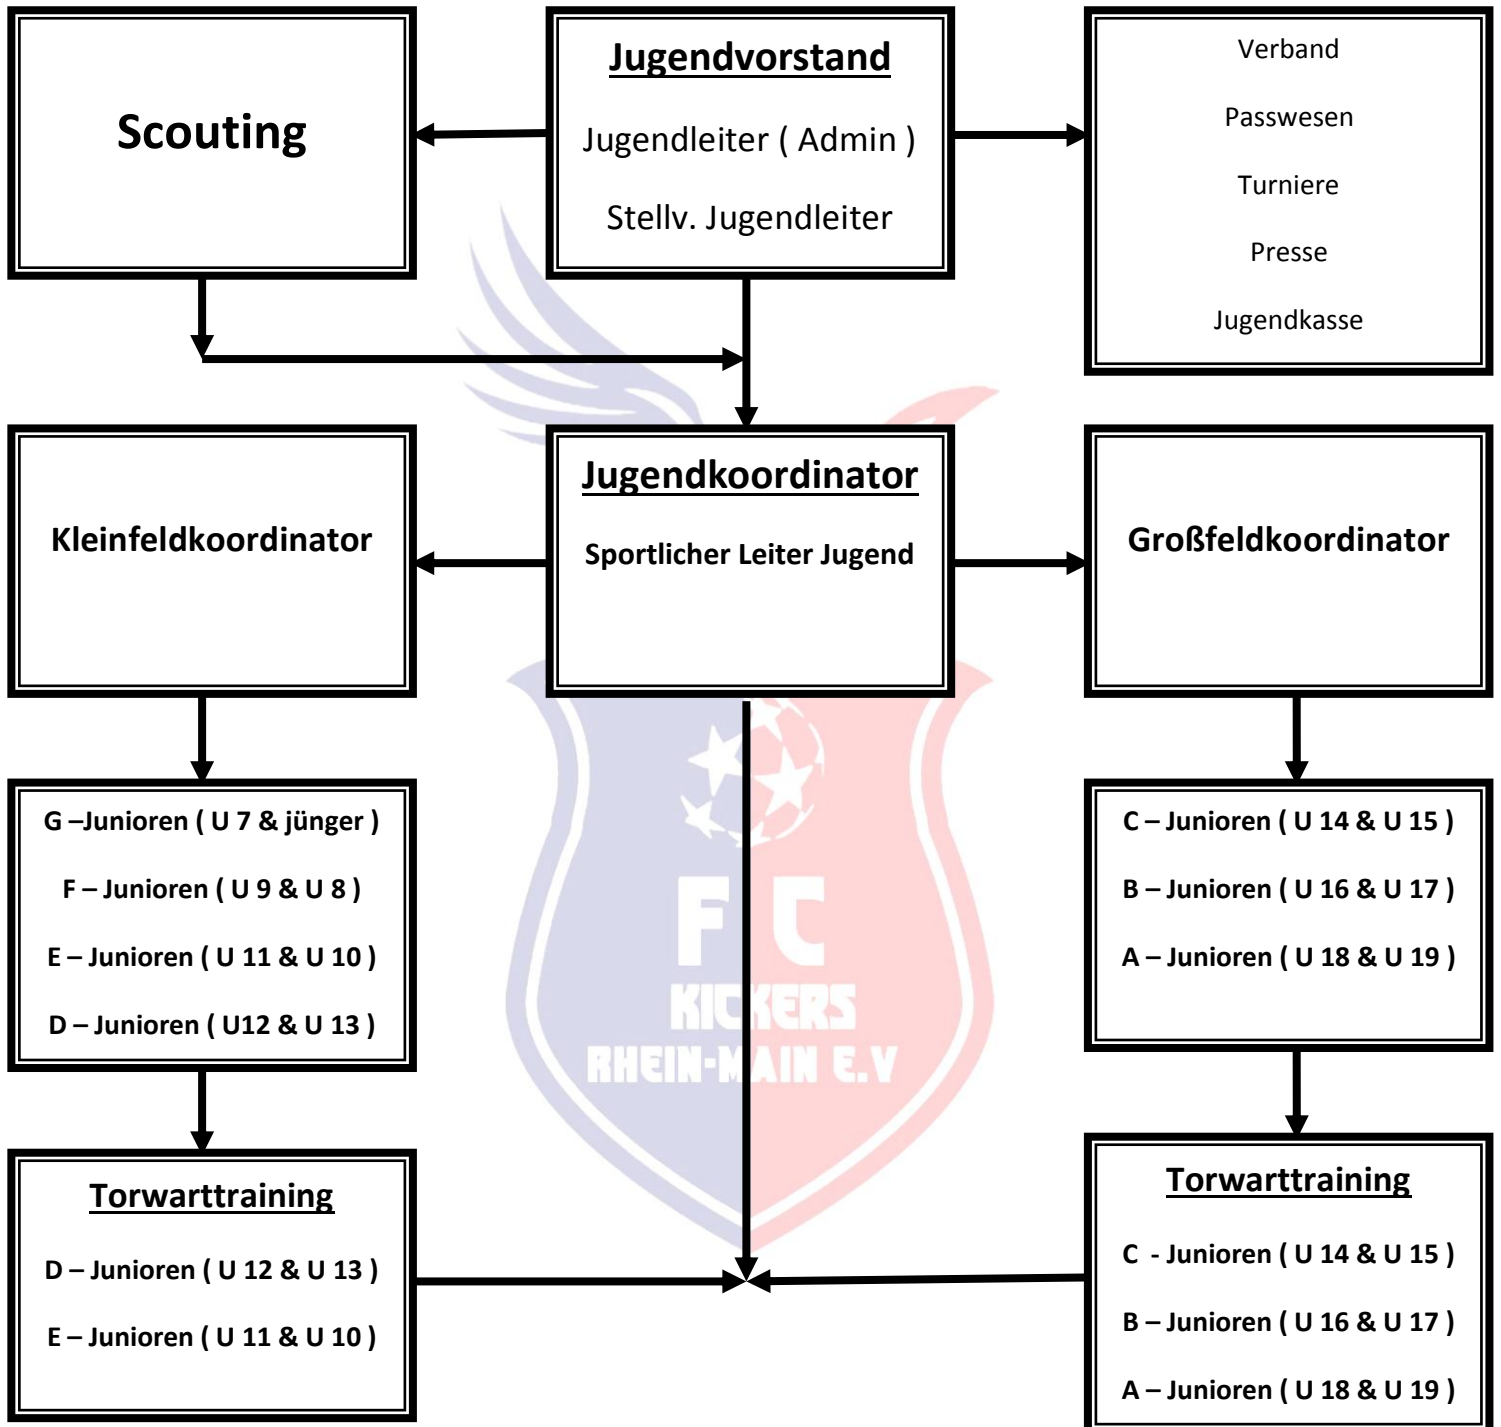 Scouting
Jugendvorstand
Jugendleiter ( Admin )
Stellv. Jugendleiter
Verband
Passwesen
Turniere
Presse
Jugendkasse
Kleinfeldkoordinator
Jugendkoordinator
Sportlicher Leiter Jugend
Großfeldkoordinator
G –Junioren ( U 7 & jünger )
F – Junioren ( U 9 & U 8 )
E – Junioren ( U 11 & U 10 )
D – Junioren ( U12 & U 13 )
F C
KICKERS
RHEIN-MAIN E.V
C – Junioren ( U 14 & U 15 )
B – Junioren ( U 16 & U 17 )
A – Junioren ( U 18 & U 19 )
Torwarttraining
D – Junioren ( U 12 & U 13 )
E – Junioren ( U 11 & U 10 )
Torwarttraining
C - Junioren ( U 14 & U 15 )
B – Junioren ( U 16 & U 17 )
A – Junioren ( U 18 & U 19 )